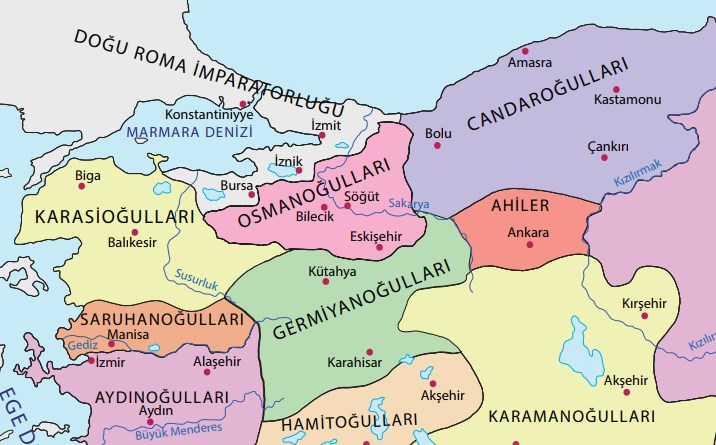 DOĞU ROMA İMPARATORLUĞU
Amasra
CANDAROĞULLARI
Kastamonu
Konstantiniyye
MARMARA DENİZİ
İzmit
Bolu
Çankırı
İznik
Kızılırmak
Biga
Bursa
OSMANOĞULLARI
Söğüt
Bilecik
Sakarya
AHİLER
Ankara
KARASİOĞULLARI
Balıkesir
Eskişehir
Susurluk
Kütahya
GERMİYANOĞULLARI
Kırşehir
SARUHANOĞULLARI
Manisa
Gediz
İzmir
Alaşehir
Karahisar
Kızılı
Akşehir
Akşehir
EGE D
AYDINOĞULLARI
Aydın
Büyük Menderes
HAMİTOĞULLARI
KARAMANOĞULLARI